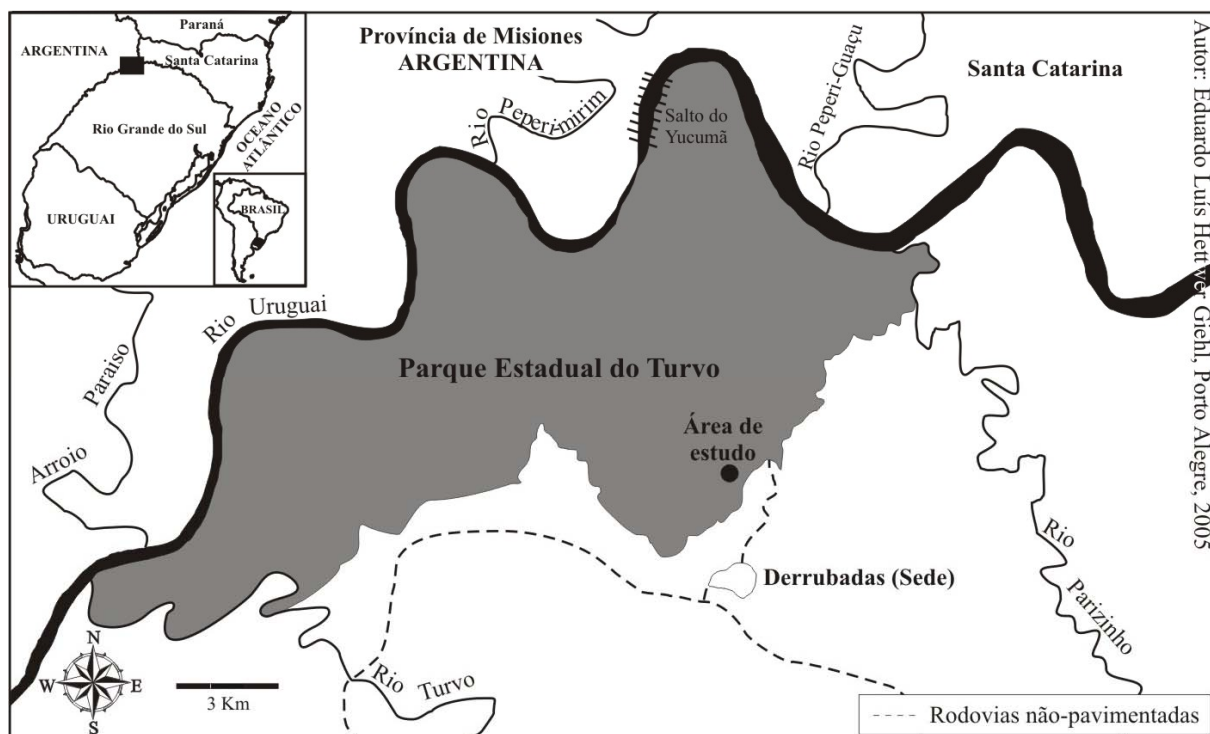 Paraná
ARGENTINA
Santa Catarina
Rio Grande do Sul
OCEANO
ATLÂNTICO
URUGUAI
BRASIL
Província de Misiones
ARGENTINA
Rio Peperi-mirim
Salto do
Yucumã
Rio Peperi-Guaçu
Santa Catarina
Autor: Eduardo Luís Hettwer Giehl, Porto Alegre, 2005
Rio Uruguai
Arroio Paraiso
Parque Estadual do Turvo
Área de
estudo
Derrubadas (Sede)
Rio Parizinho
Rio Turvo
N
W E
S
3 Km
Rodovias não-pavimentadas